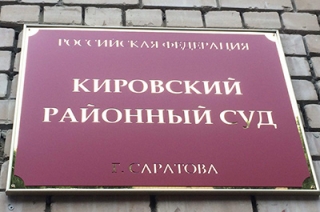 РОССИЙСКАЯ ФЕДЕРАЦИЯ
КИРОВСКИЙ
РАЙОННЫЙ СУД
Г. САРАТОВА